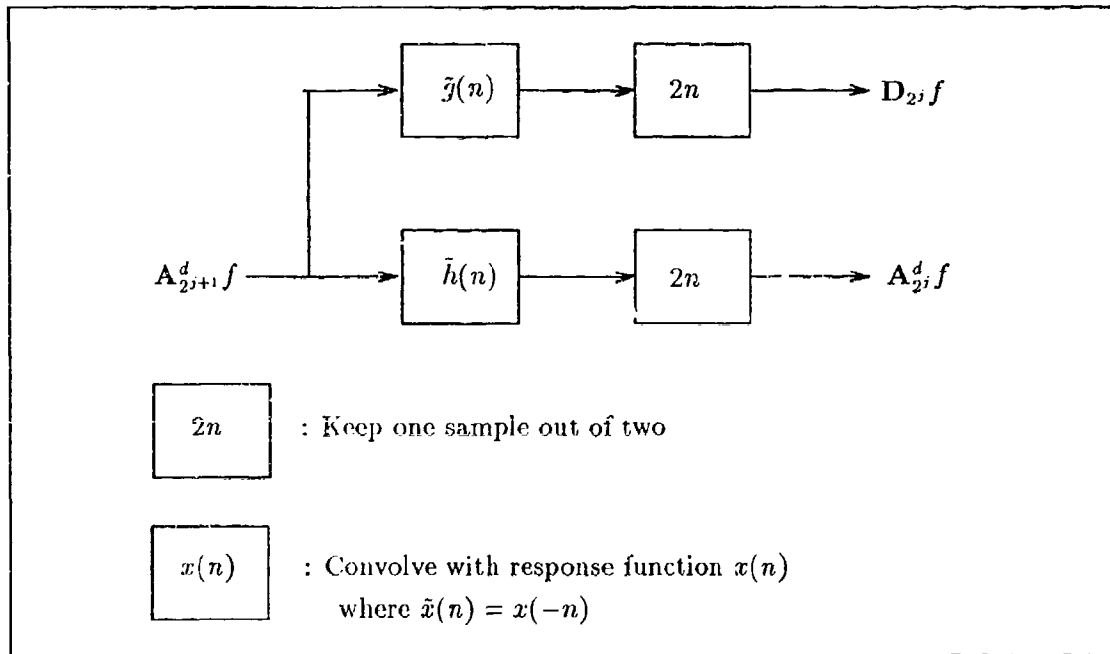 g̃(n) 2n D_{2^j} f
A^d_{2^{j+1}} f h̃(n) 2n A^d_{2^j} f
2n : Keep one sample out of two
x(n) : Convolve with response function x(n)
where x̃(n) = x(−n)